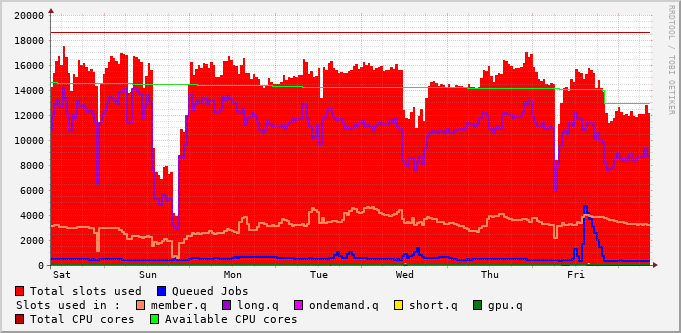 20000
18000
16000
14000
12000
10000
8000
6000
4000
2000
0
Sat Sun Mon Tue Wed Thu Fri
RRDTOOL / TOBI OETIKER
Total slots used Queued Jobs
Slots used in : member.q long.q ondemand.q short.q gpu.q
Total CPU cores Available CPU cores